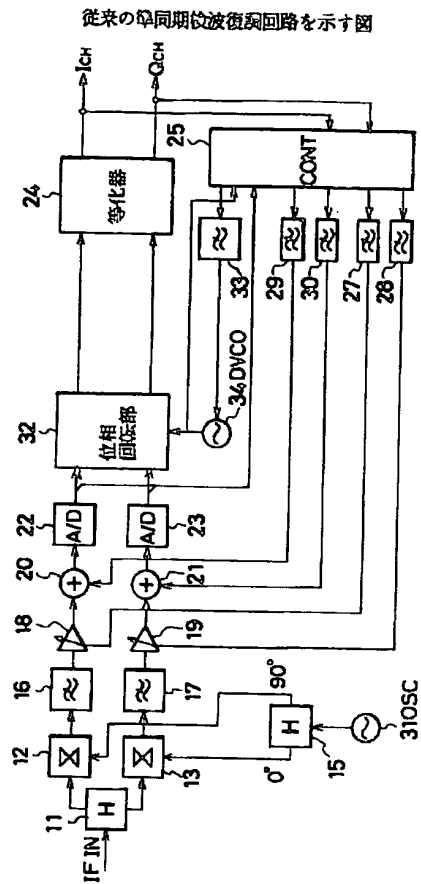 従来の準同期検波復調回路を示す図
ICH
QCH
24
等化器
25
CONT
33
29
30
27
28
34 DVCO
32
位相
回転部
22
A/D
A/D
23
20
+
+
21
18
19
16
17
12
13
90°
0°
11
H
H
15
31 OSC
IF IN